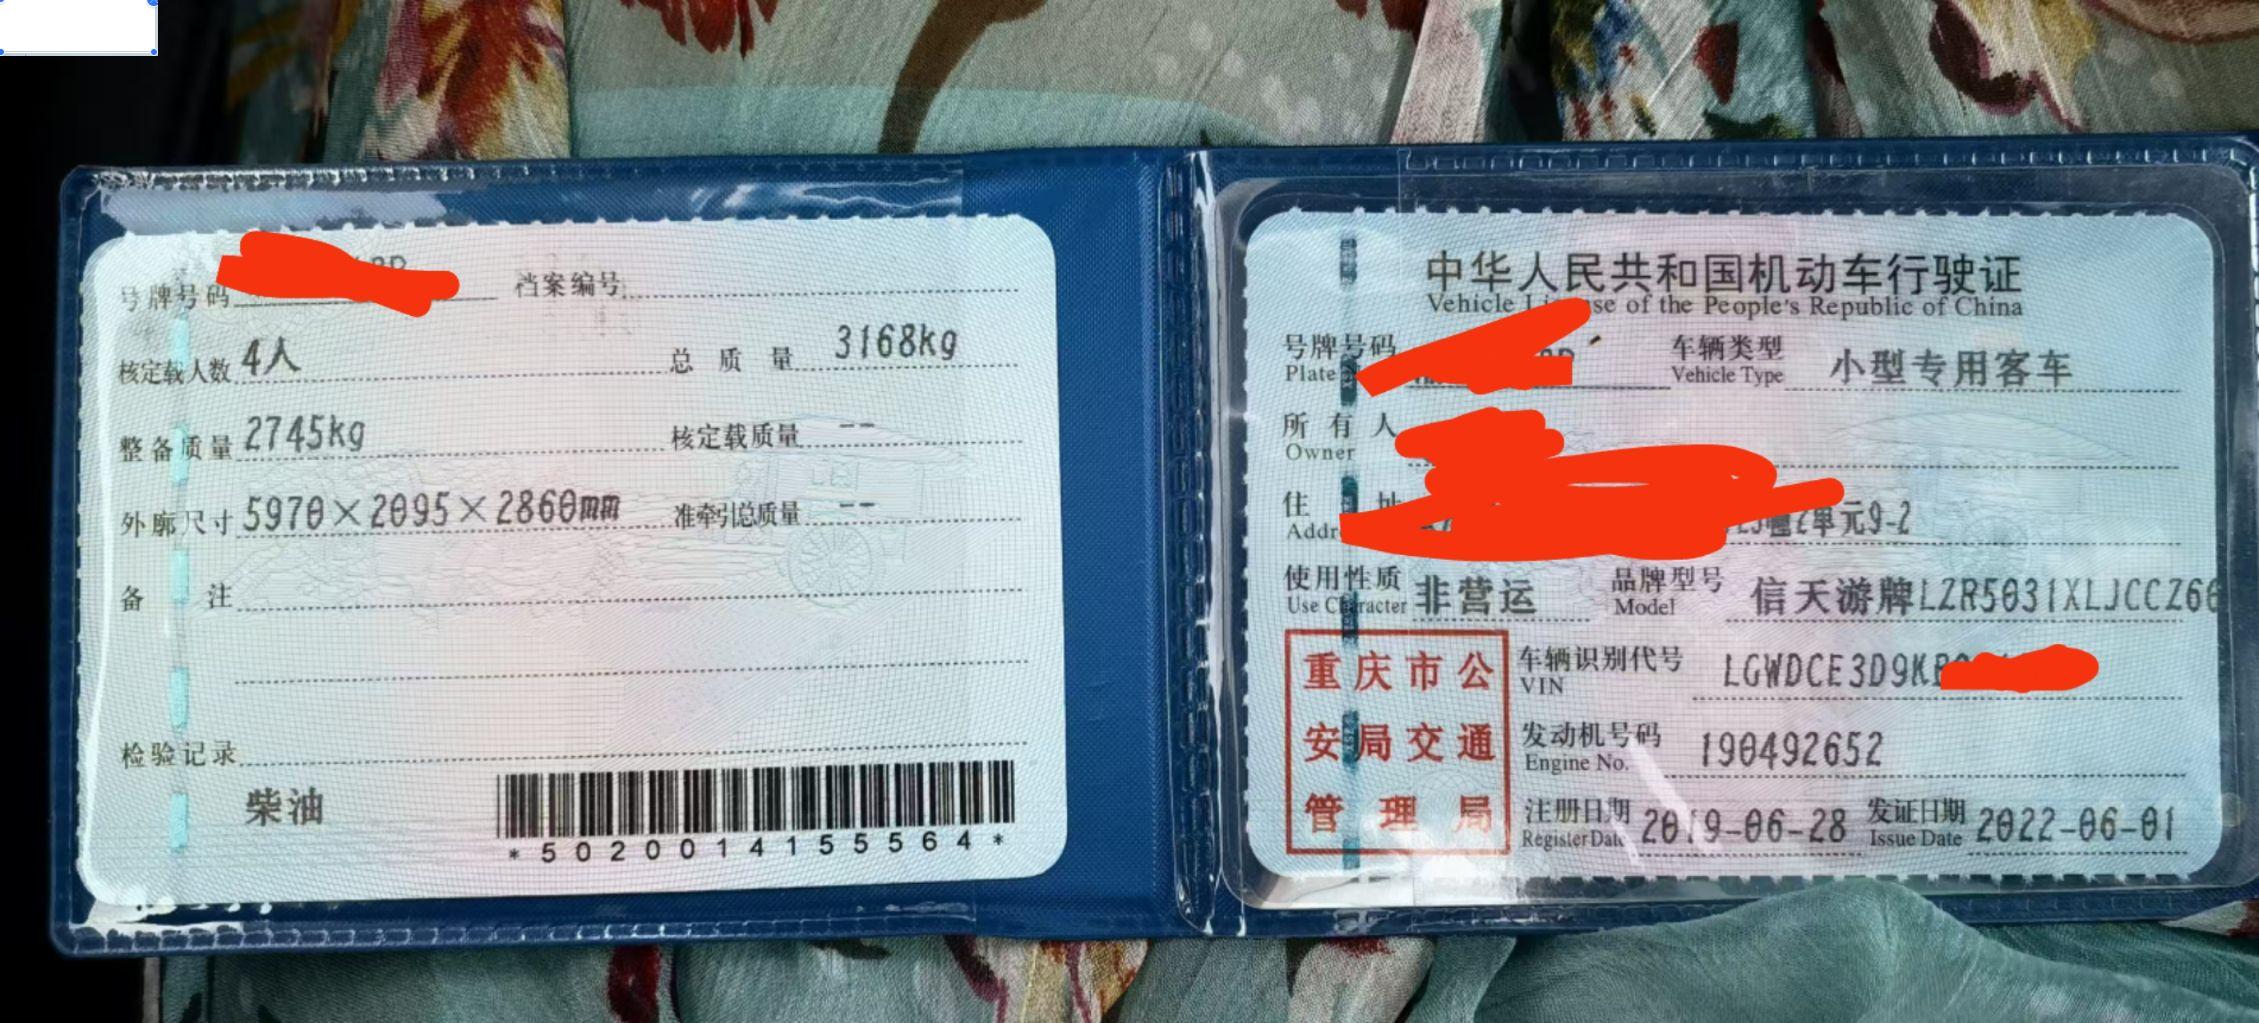 号牌号码 档案编号
核定载人数 4人 总质量 3168kg
整备质量 2745kg 核定载质量 --
外廓尺寸 5970×2095×2860mm 准牵引总质量 --
备注
检验记录
柴油
*5020014155564*
中华人民共和国机动车行驶证
Vehicle of the People's Republic of China
号牌号码 车辆类型 小型专用客车
Plate Vehicle Type
所有人
Owner
住址 2单元9-2
使用性质 非营运 品牌型号 信天游牌LZR5031XLJCCZ66
Use Character Model
重庆市公安局交通管理局
车辆识别代号 LGWDCE3D9K
VIN
发动机号码 190492652
Engine No.
注册日期 2019-06-28 发证日期 2022-06-01
Register Date Issue Date